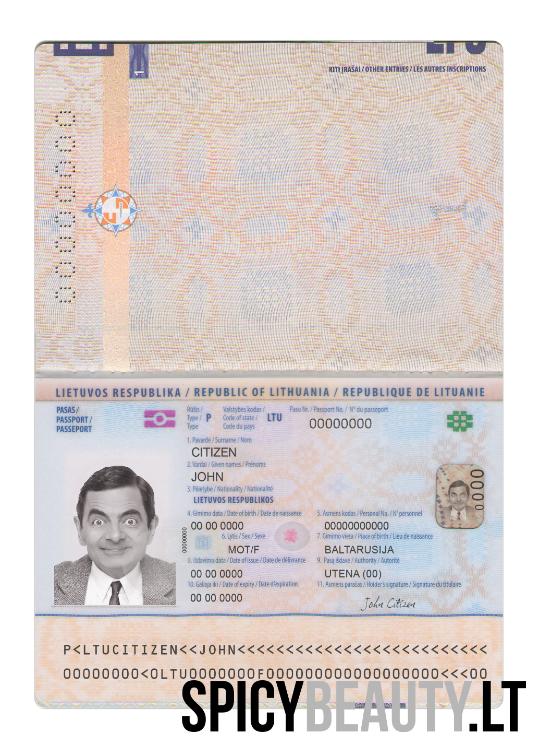 KITI ĮRAŠAI / OTHER ENTRIES / LES AUTRES INSCRIPTIONS
00000000
LIETUVOS RESPUBLIKA / REPUBLIC OF LITHUANIA / REPUBLIQUE DE LITUANIE
PASAS/
PASSPORT/
PASSEPORT
Rūšis / Type / Type P
Valstybės kodas / Code of state / Code du pays LTU
Paso Nr. / Passport No. / N° du passeport
00000000
1. Pavardė / Surname / Nom
CITIZEN
2. Vardai / Given names / Prénoms
JOHN
3. Pilietybė / Nationality / Nationalité
LIETUVOS RESPUBLIKOS
4. Gimimo data / Date of birth / Date de naissance
5. Asmens kodas / Personal No. / N° personnel
00 00 0000
00000000000
6. Lytis / Sex / Sexe
7. Gimimo vieta / Place of birth / Lieu de naissance
MOT/F
BALTARUSIJA
8. Išdavimo data / Date of issue / Date de délivrance
9. Pasą išdavė / Authority / Autorité
00 00 0000
UTENA (00)
10. Galioja iki / Date of expiry / Date d'expiration
11. Asmens parašas / Holder's signature / Signature du titulaire
00 00 0000
John Citizen
0000
P<LTUCITIZEN<<JOHN<<<<<<<<<<<<<<<<<<<<<<<<<<
00000000<0LTU0000000F0000000000000000000<<<00
SPICYBEAUTY.LT